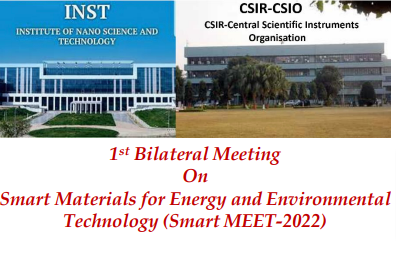 INST
INSTITUTE OF NANO SCIENCE AND
TECHNOLOGY
CSIR-CSIO
CSIR-Central Scientific Instruments
Organisation
1st Bilateral Meeting
On
Smart Materials for Energy and Environmental
Technology (Smart MEET-2022)